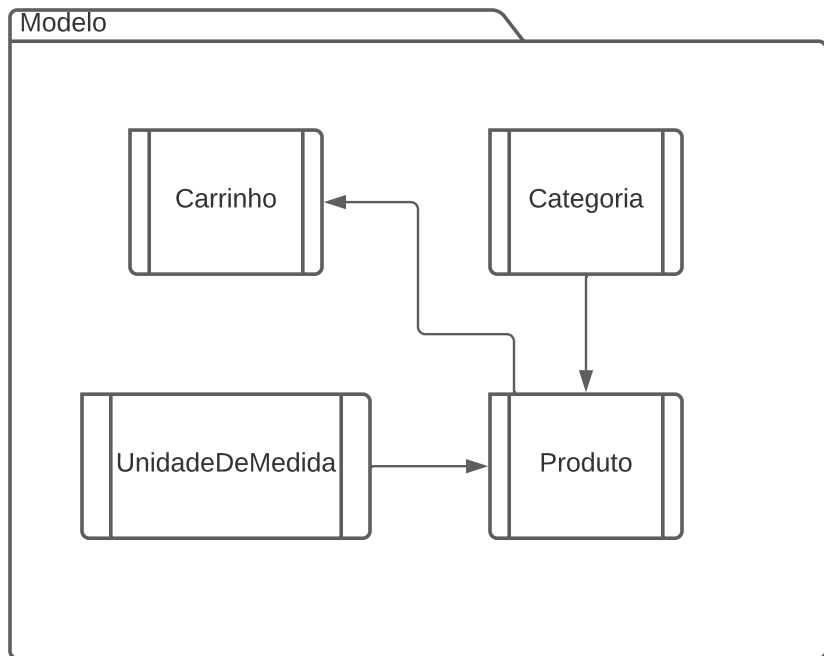 Modelo
Carrinho
Categoria
UnidadeDeMedida
Produto